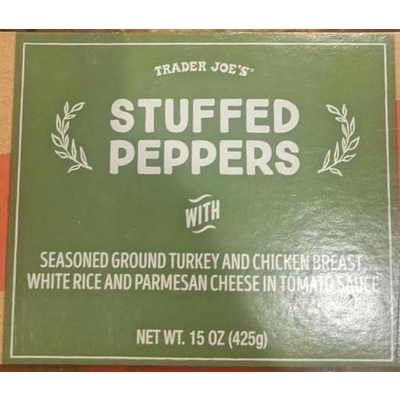 TRADER JOE'S®
STUFFED
PEPPERS
WITH
SEASONED GROUND TURKEY AND CHICKEN BREAST,
WHITE RICE AND PARMESAN CHEESE IN TOMATO SAUCE
NET WT. 15 OZ (425g)